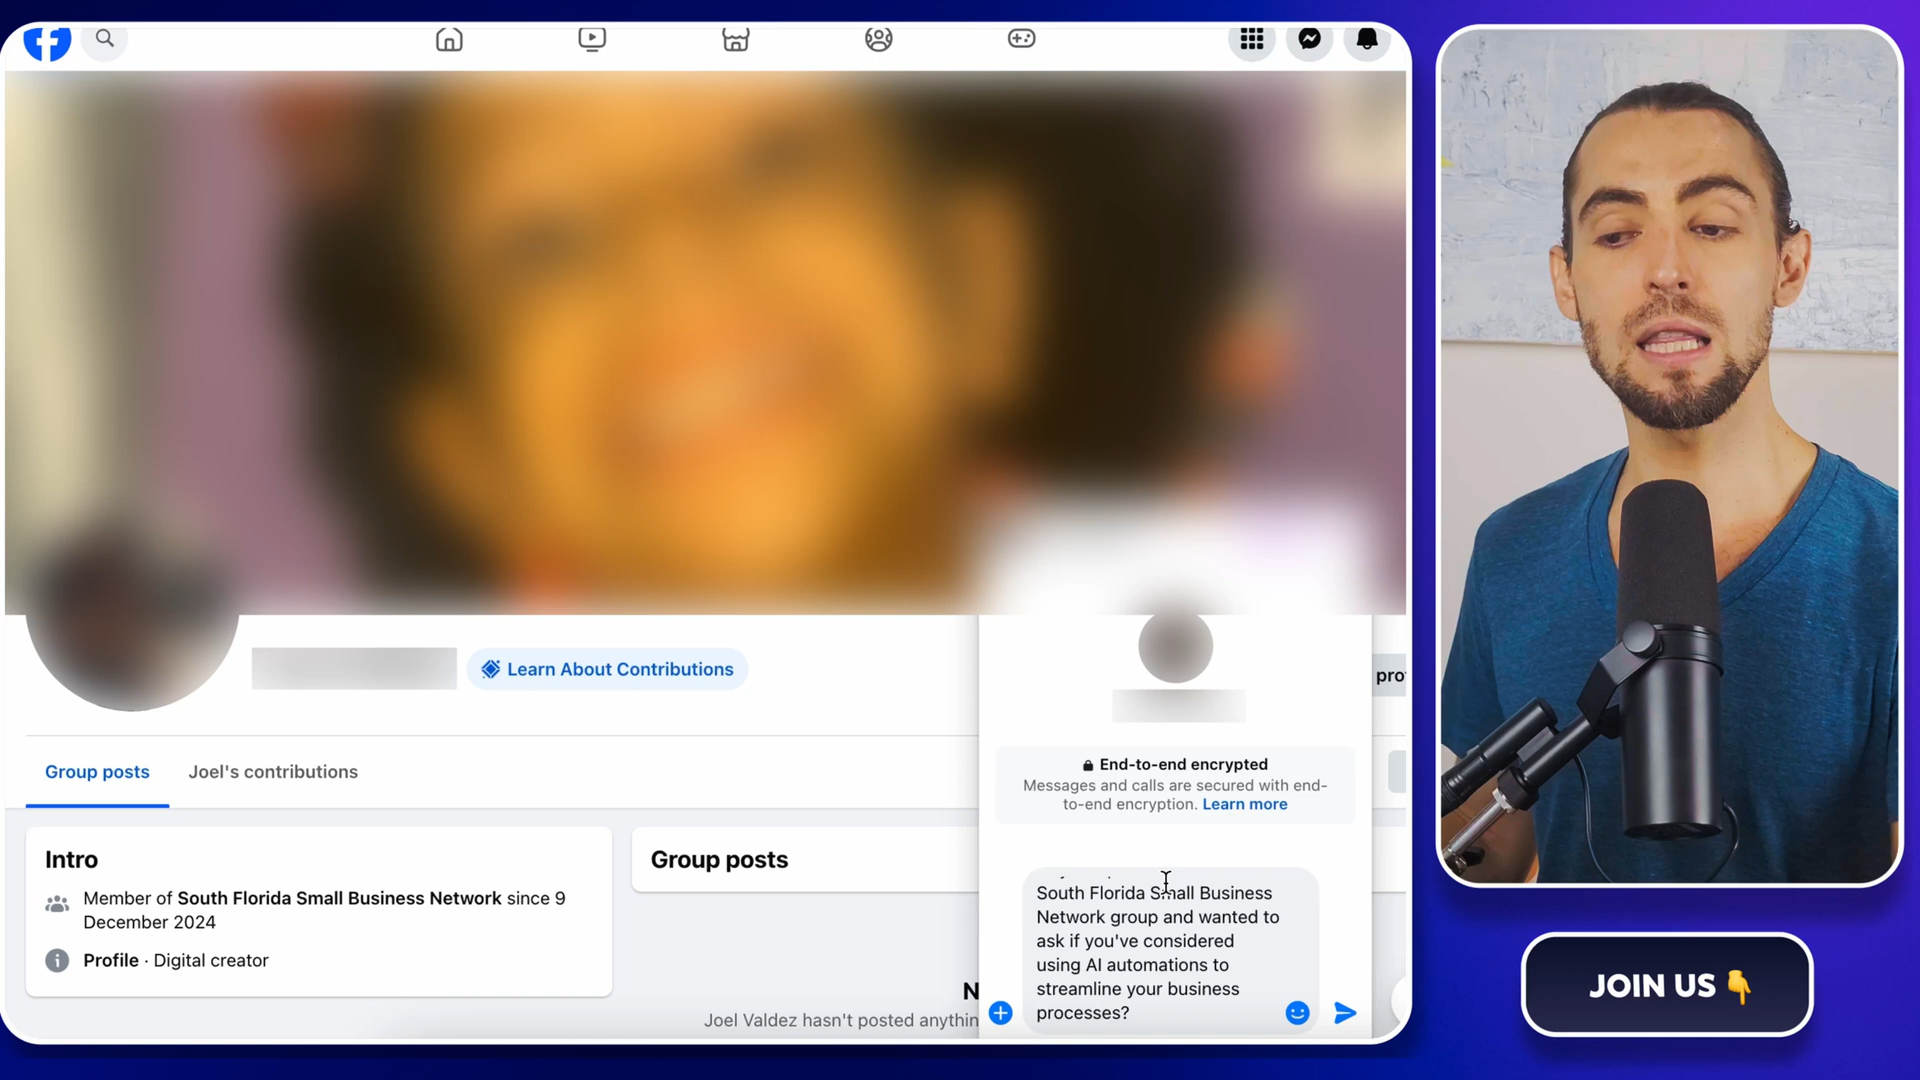 Learn About Contributions
pro
Group posts
Joel's contributions
Intro
Member of South Florida Small Business Network since 9
December 2024
Profile · Digital creator
Group posts
N
Joel Valdez hasn't posted anythin
End-to-end encrypted
Messages and calls are secured with end-
to-end encryption. Learn more
South Florida Small Business
Network group and wanted to
ask if you've considered
using AI automations to
streamline your business
processes?
JOIN US